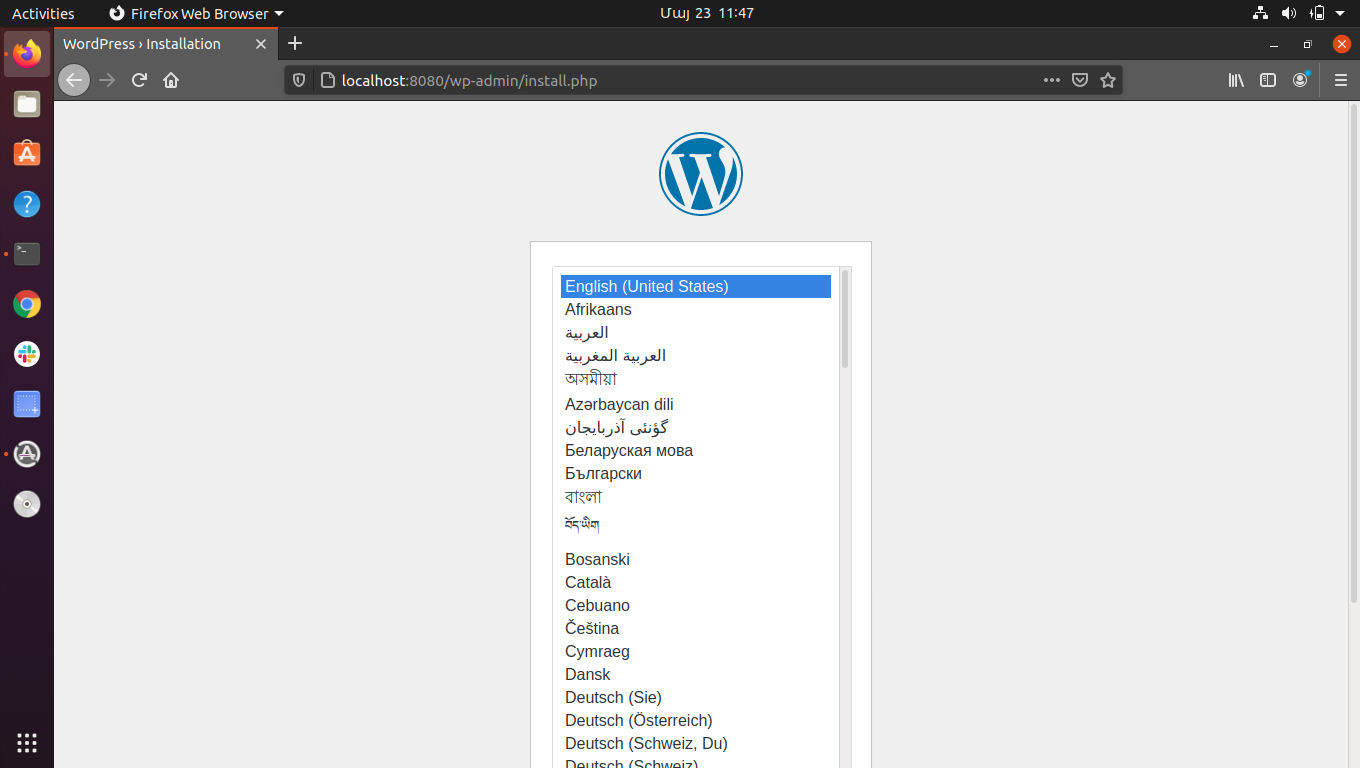 Activities
Firefox Web Browser
Մայ 23 11:47
WordPress › Installation
localhost:8080/wp-admin/install.php
English (United States)
Afrikaans
العربية
العربية المغربية
অসমীয়া
Azərbaycan dili
گؤنئی آذربایجان
Беларуская мова
Български
বাংলা
བོད་ཡིག
Bosanski
Català
Cebuano
Čeština
Cymraeg
Dansk
Deutsch (Sie)
Deutsch (Österreich)
Deutsch (Schweiz, Du)
Deutsch (Schweiz)